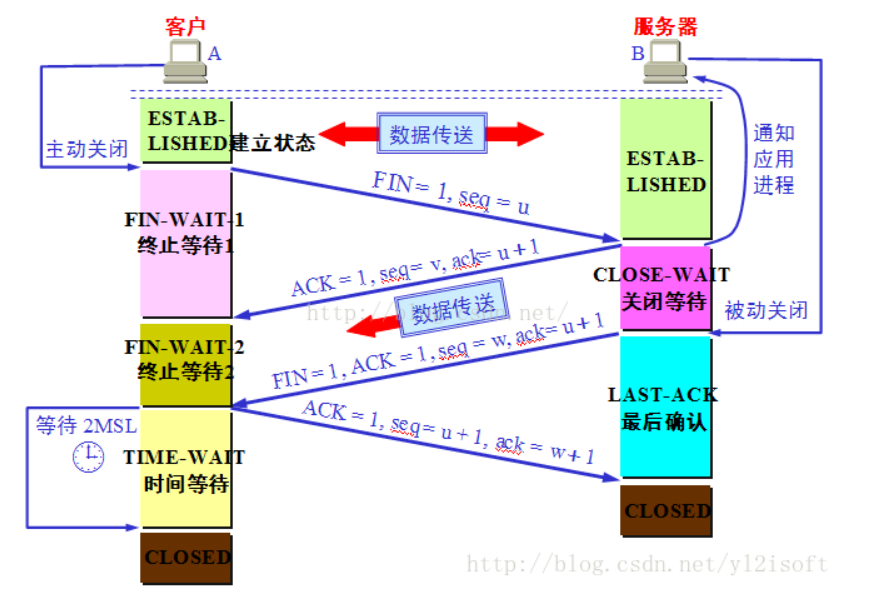 客户
服务器
A
B
ESTAB-
LISHED建立状态
数据传送
主动关闭
ESTAB-
LISHED
通知
应用
进程
FIN= 1, seq = u
FIN-WAIT-1
终止等待1
ACK = 1, seq= v, ack= u+1
CLOSE-WAIT
关闭等待
http://blog.csdn.net/
数据传送
被动关闭
FIN-WAIT-2
终止等待2
FIN= 1, ACK = 1, seq = w, ack= u+1
LAST-ACK
最后确认
ACK = 1, seq= u+1, ack = w+1
等待 2MSL
TIME-WAIT
时间等待
CLOSED
CLOSED
http://blog.csdn.net/yl2isoft